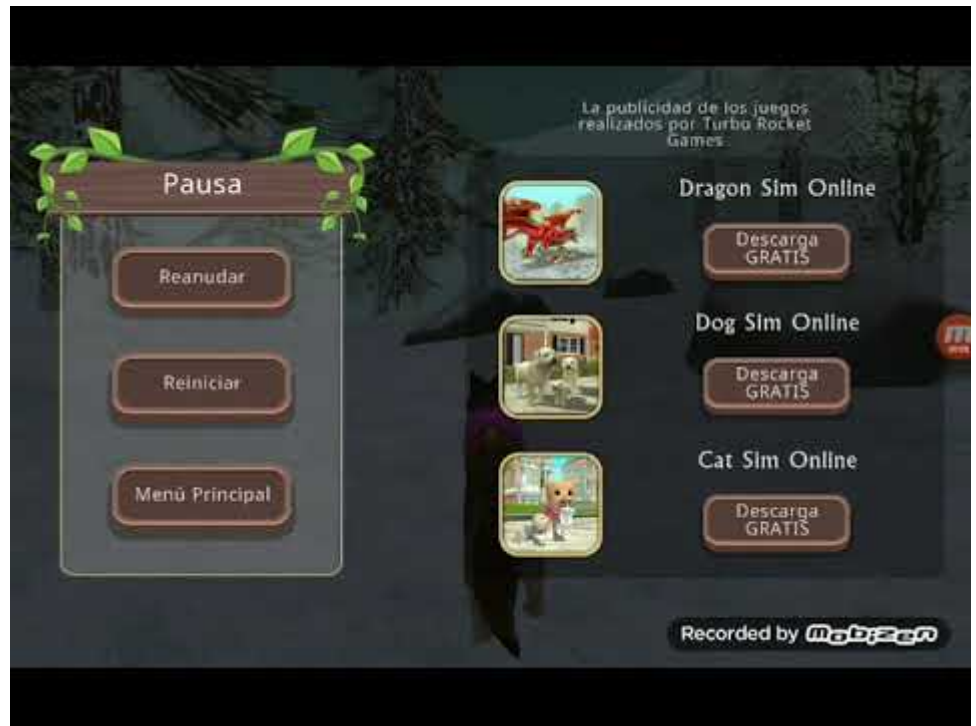 Pausa
Reanudar
Reiniciar
Menú Principal
La publicidad de los juegos
realizados por Turbo Rocket
Games
Dragon Sim Online
Descarga
GRATIS
Dog Sim Online
Descarga
GRATIS
Cat Sim Online
Descarga
GRATIS
Recorded by mobizen